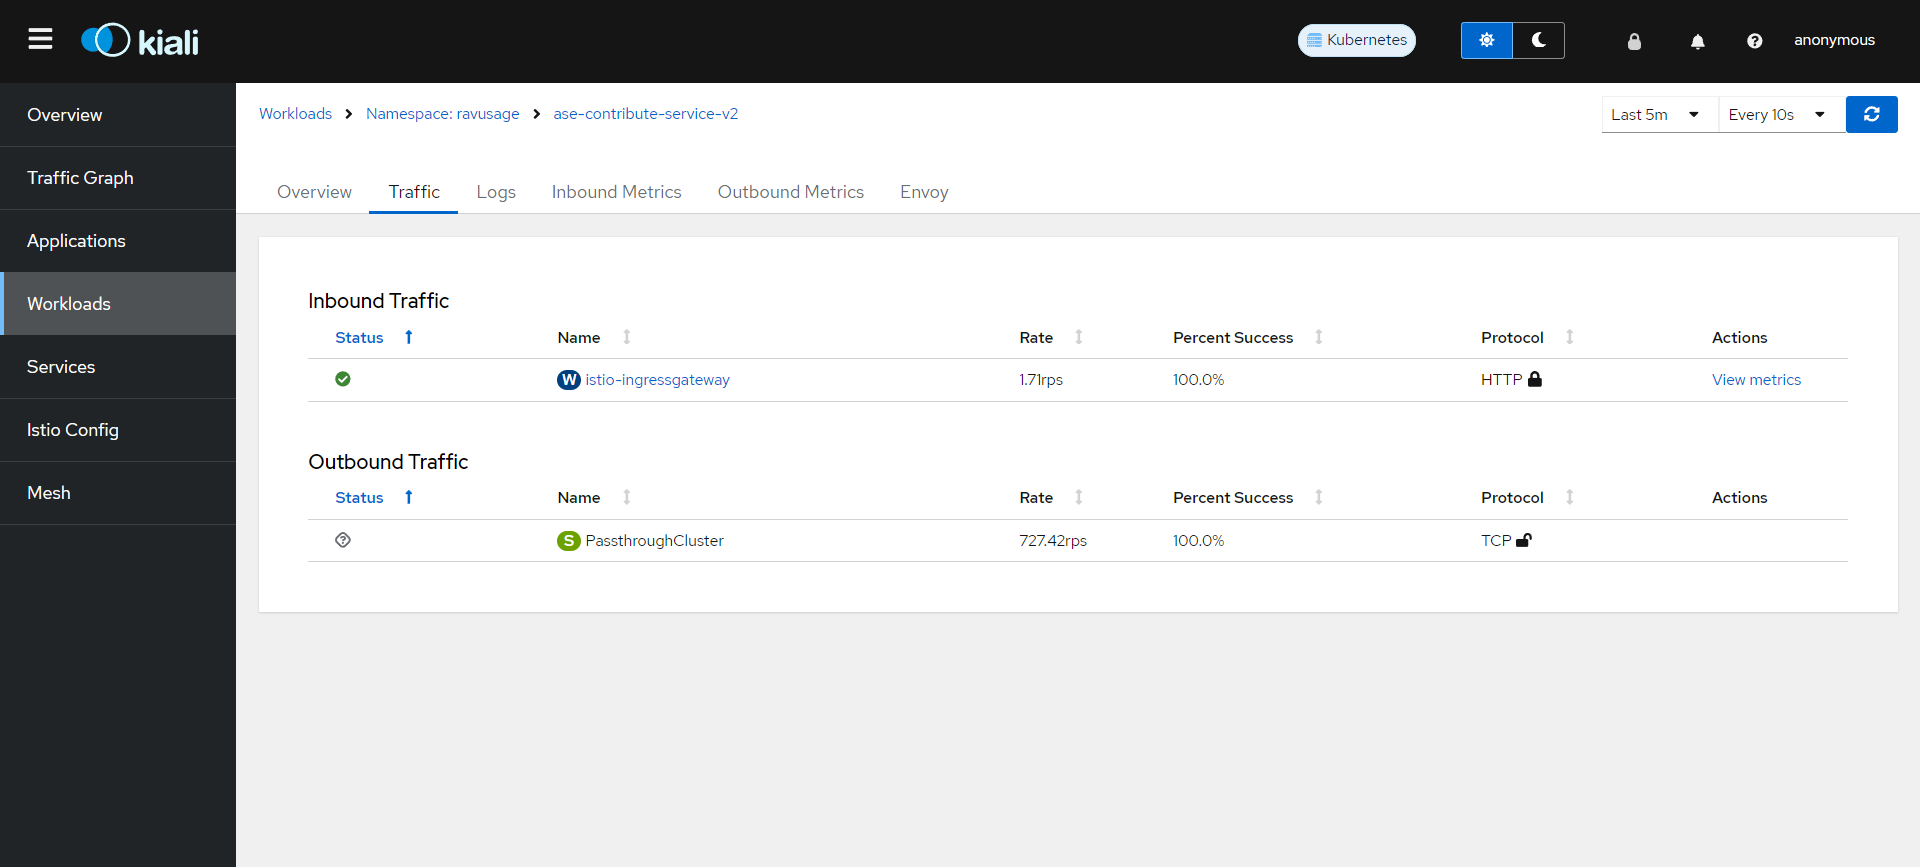 kiali
Kubernetes
anonymous
Overview
Traffic Graph
Applications
Workloads
Services
Istio Config
Mesh
Workloads Namespace: ravusage ase-contribute-service-v2
Last 5m Every 10s
Overview Traffic Logs Inbound Metrics Outbound Metrics Envoy
Inbound Traffic
Status Name Rate Percent Success Protocol Actions
W istio-ingressgateway 1.71rps 100.0% HTTP View metrics
Outbound Traffic
Status Name Rate Percent Success Protocol Actions
S PassthroughCluster 727.42rps 100.0% TCP